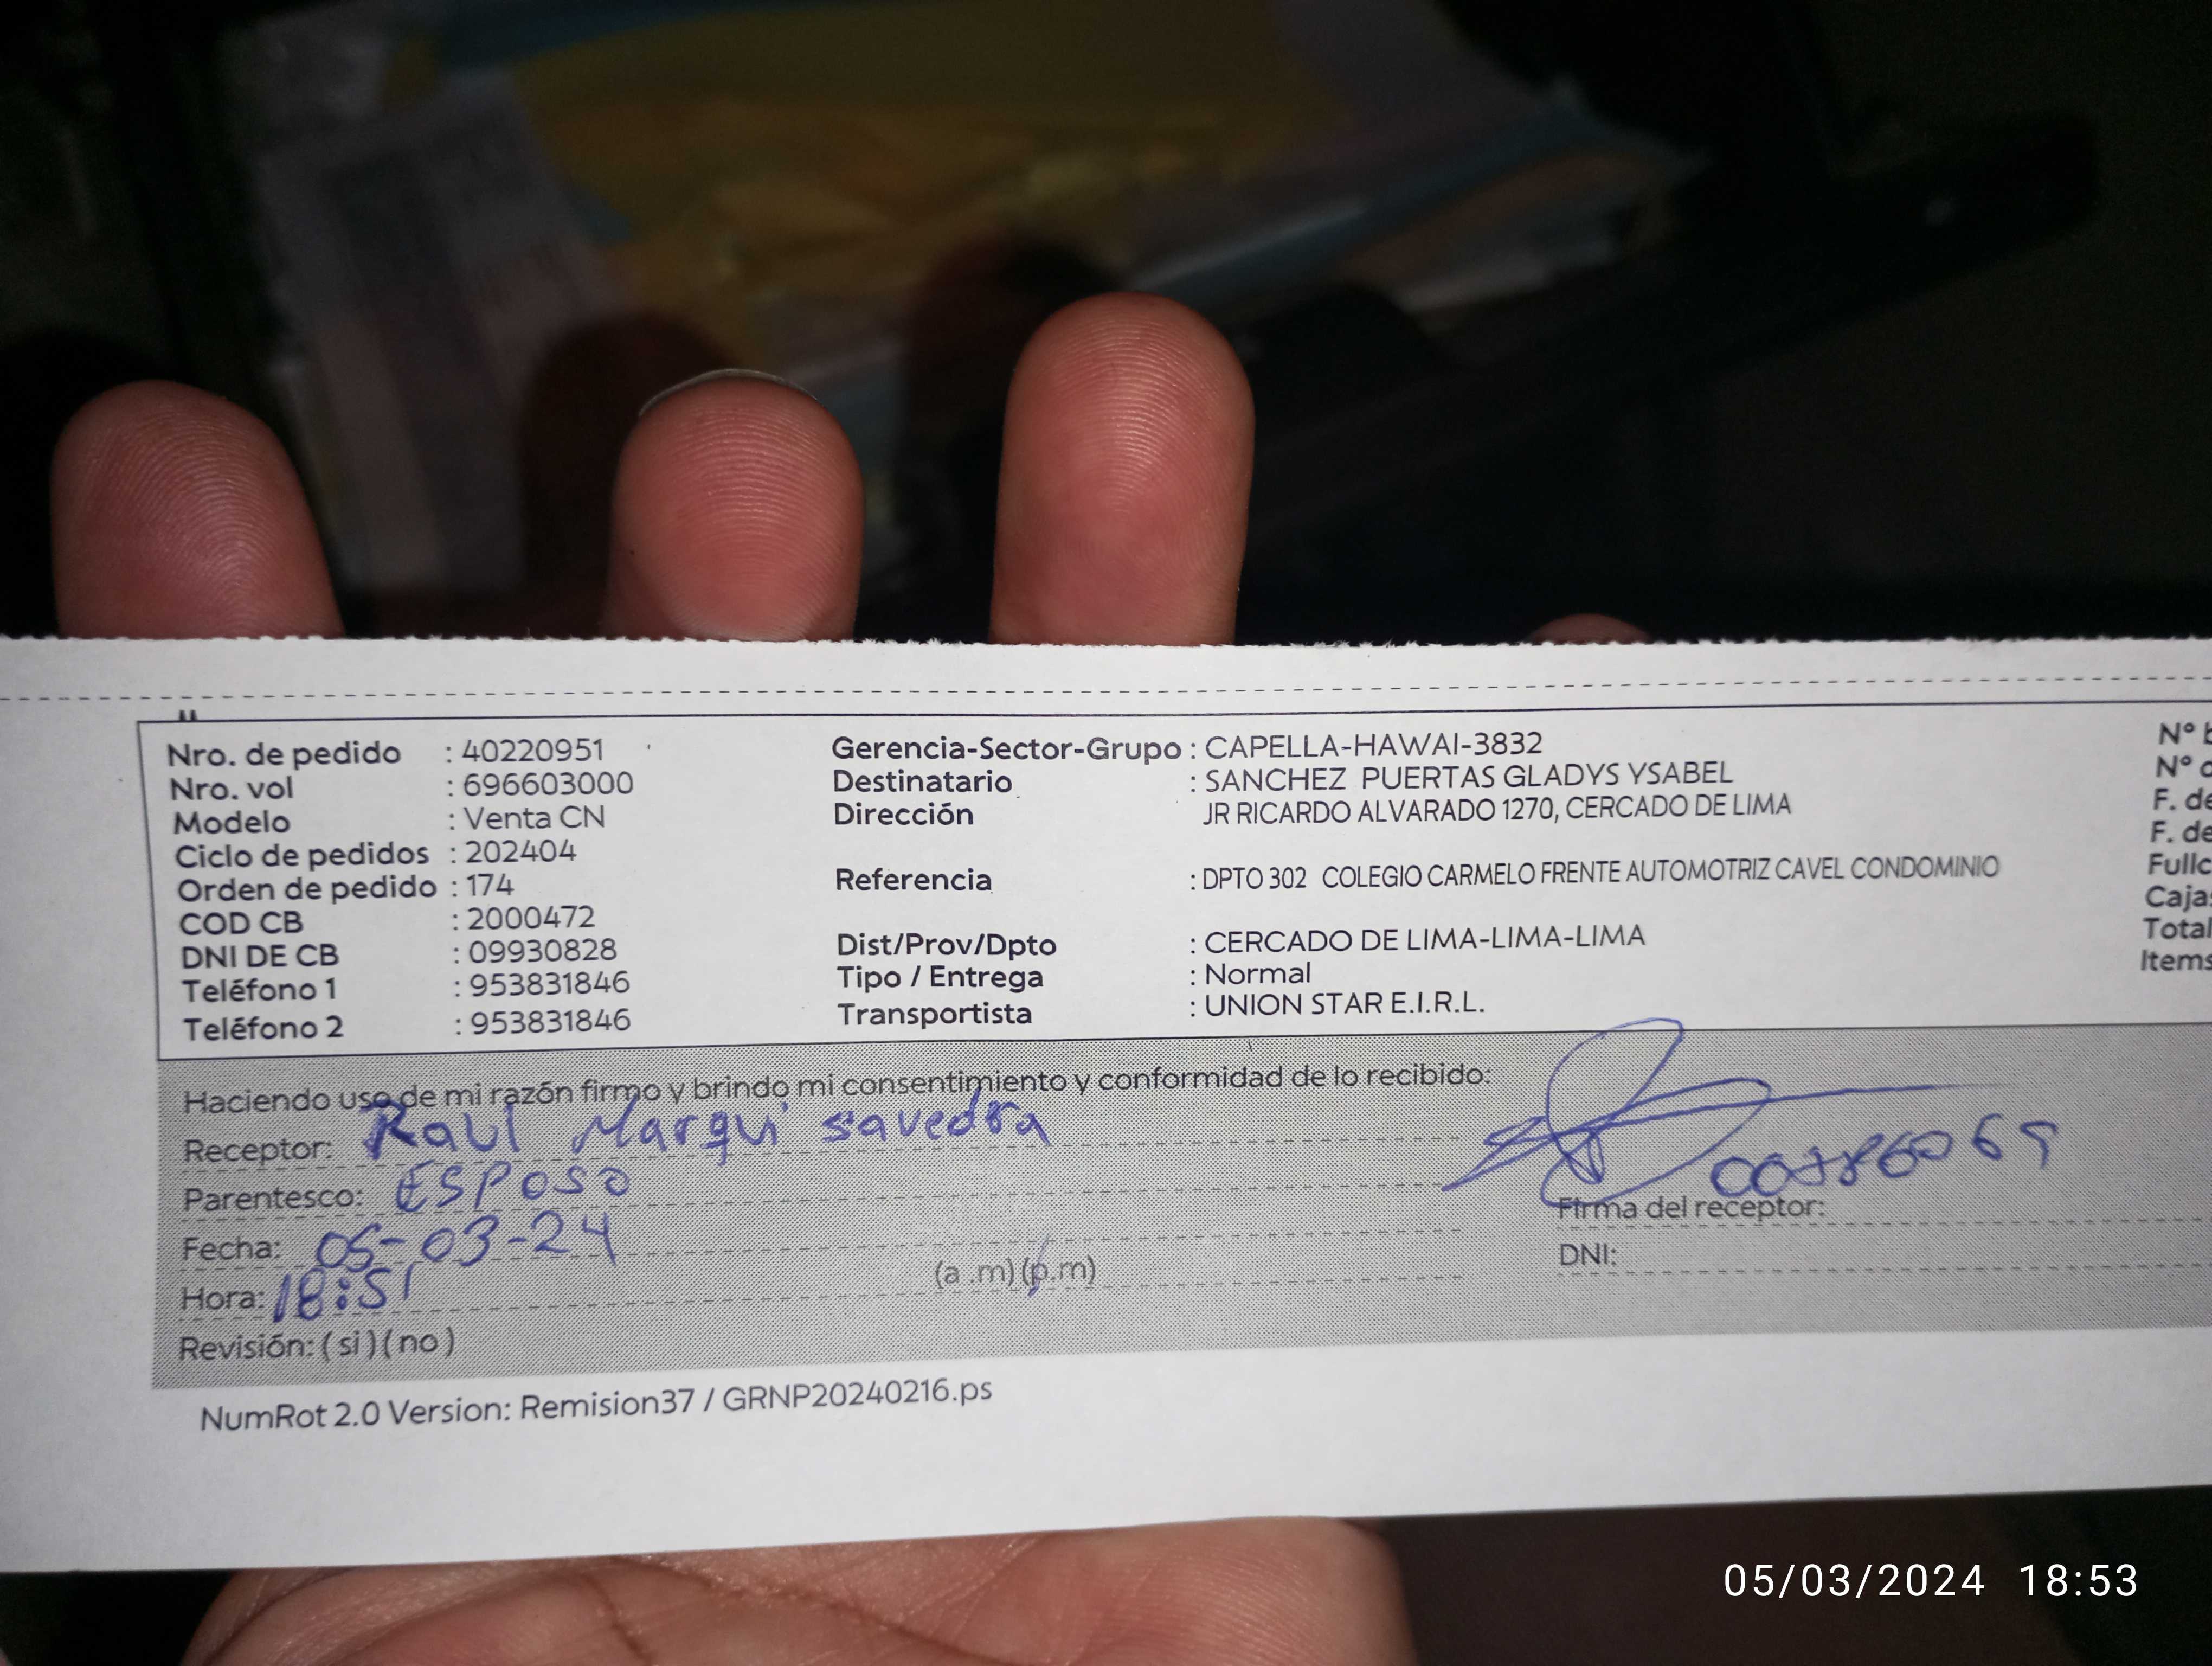 Nro. de pedido : 40220951
Nro. vol : 696603000
Modelo : Venta CN
Ciclo de pedidos : 202404
Orden de pedido : 174
COD CB : 2000472
DNI DE CB : 09930828
Teléfono 1 : 953831846
Teléfono 2 : 953831846
Gerencia-Sector-Grupo : CAPELLA-HAWAI-3832
Destinatario : SANCHEZ PUERTAS GLADYS YSABEL
Dirección JR RICARDO ALVARADO 1270, CERCADO DE LIMA
Referencia : DPTO 302 COLEGIO CARMELO FRENTE AUTOMOTRIZ CAVEL CONDOMINIO
Dist/Prov/Dpto : CERCADO DE LIMA-LIMA-LIMA
Tipo / Entrega : Normal
Transportista : UNION STAR E.I.R.L.
Nº
Nº
F. de
F. de
Total
Items
Haciendo uso de mi razón firmo y brindo mi consentimiento y conformidad de lo recibido:
Receptor: Raul Marqui savedra
Parentesco: ESPOSO
Fecha: 05-03-24
Hora: 18:51 (a .m) (p.m)
Revisión: ( si ) ( no )
Firma del receptor:
DNI:
NumRot 2.0 Version: Remision37 / GRNP20240216.ps
05/03/2024 18:53